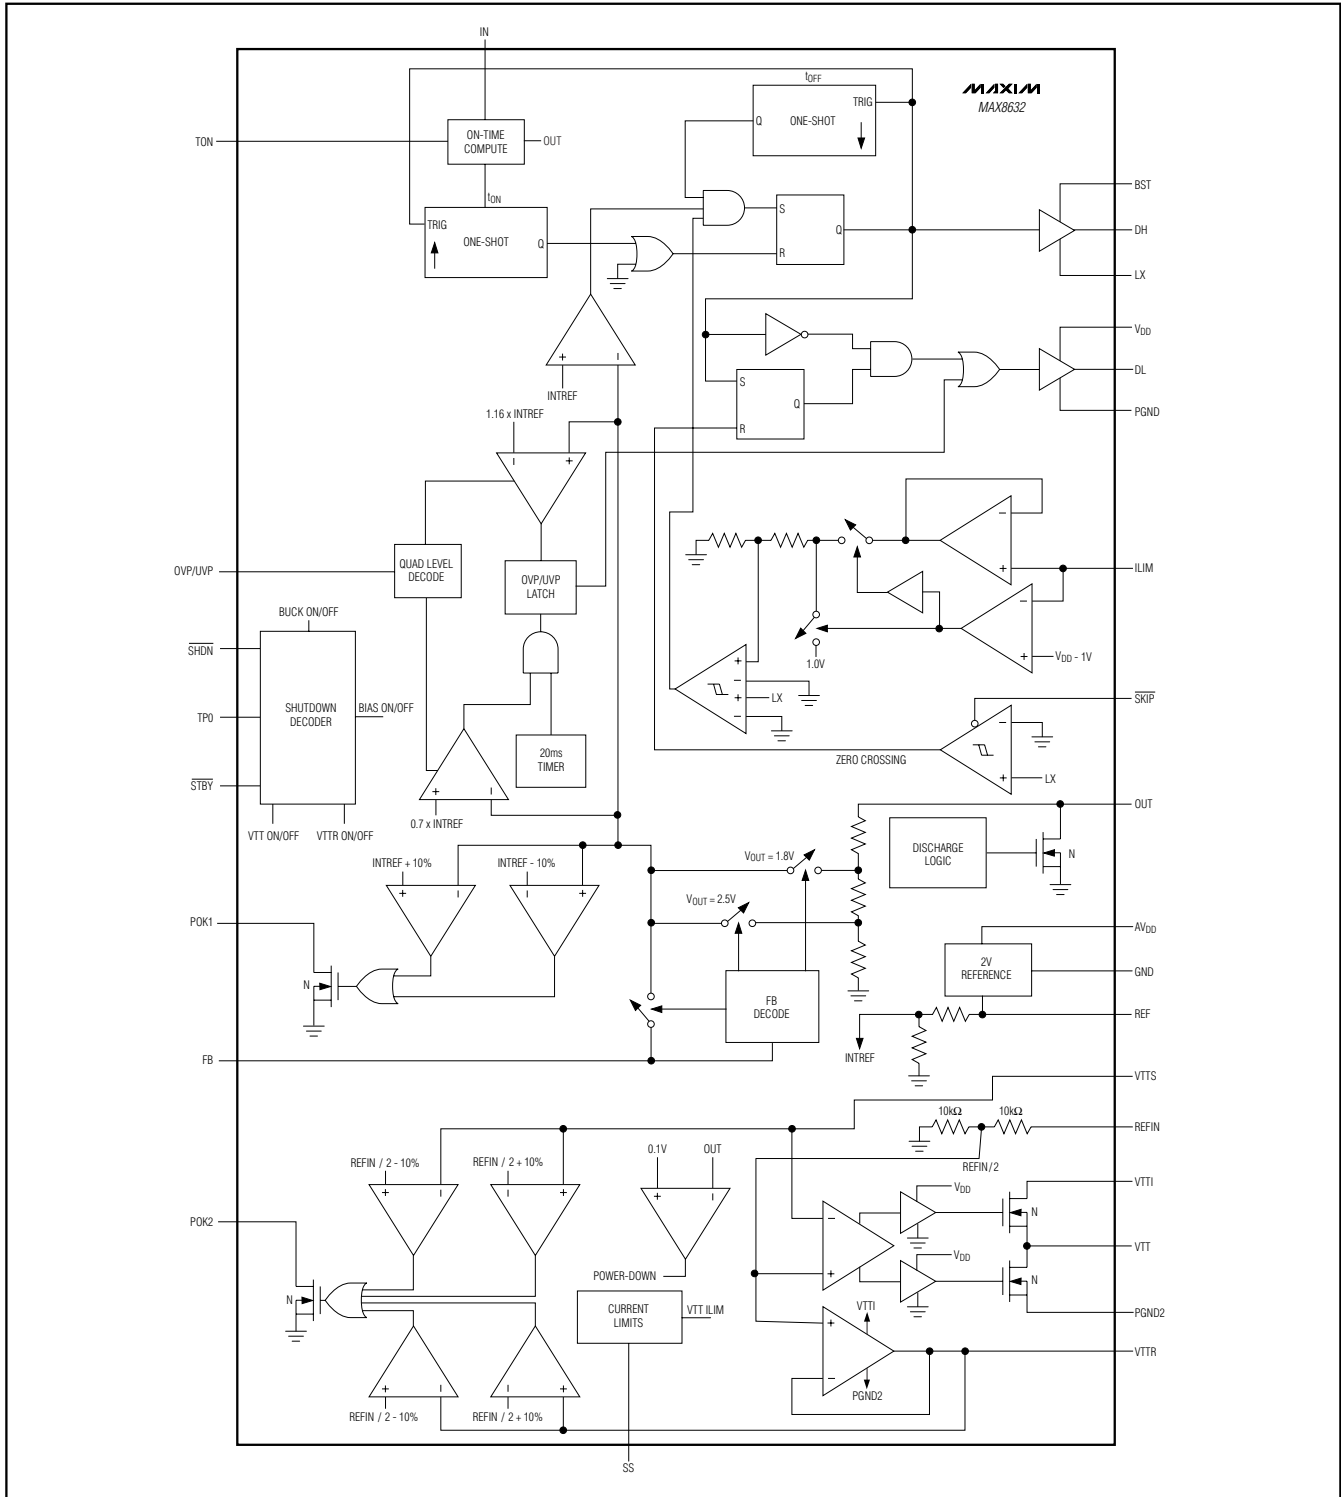 IN
MAXIM
MAX8632
tOFF
TRIG
Q
ONE-SHOT
TON
ON-TIME
COMPUTE
OUT
tON
TRIG
ONE-SHOT
Q
S
Q
R
BST
DH
LX
+
–
INTREF
VDD
DL
PGND
S
Q
R
1.16 x INTREF
–
+
OVP/UVP
QUAD LEVEL
DECODE
OVP/UVP
LATCH
–
+
ILIM
–
+
VDD - 1V
1.0V
+
–
+
–
LX
BUCK ON/OFF
SHDN
TP0
STBY
SHUTDOWN
DECODER
BIAS ON/OFF
VTT ON/OFF
VTTR ON/OFF
20ms
TIMER
+
–
0.7 x INTREF
SKIP
–
+
LX
ZERO CROSSING
OUT
DISCHARGE
LOGIC
N
INTREF + 10%
INTREF - 10%
+
–
–
+
VOUT = 1.8V
VOUT = 2.5V
POK1
N
FB
DECODE
FB
AVDD
2V
REFERENCE
GND
REF
INTREF
VTTS
10kΩ
10kΩ
REFIN
REFIN/2
REFIN / 2 - 10%
REFIN / 2 + 10%
+
–
–
+
0.1V
OUT
+
–
POWER-DOWN
POK2
N
VDD
VDD
–
+
N
N
VTTI
VTT
PGND2
CURRENT
LIMITS
VTT ILIM
VTTI
+
–
PGND2
VTTR
+
–
–
+
REFIN / 2 - 10%
REFIN / 2 + 10%
SS